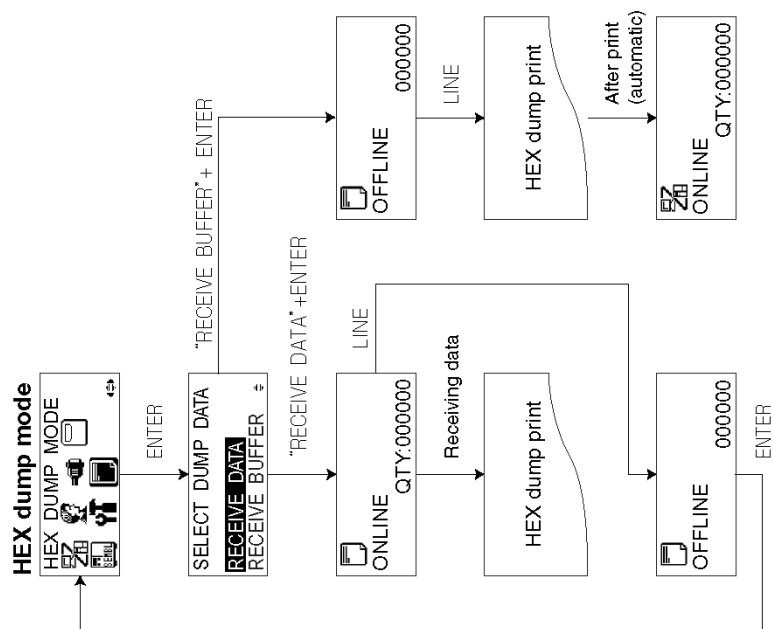 HEX dump mode
HEX DUMP MODE
ENTER
SELECT DUMP DATA
RECEIVE DATA
RECEIVE BUFFER
"RECEIVE BUFFER"+ ENTER
"RECEIVE DATA"+ENTER
ONLINE
QTY:000000
LINE
Receiving data
HEX dump print
OFFLINE
000000
ENTER
OFFLINE
000000
LINE
HEX dump print
After print
(automatic)
ONLINE
QTY:000000